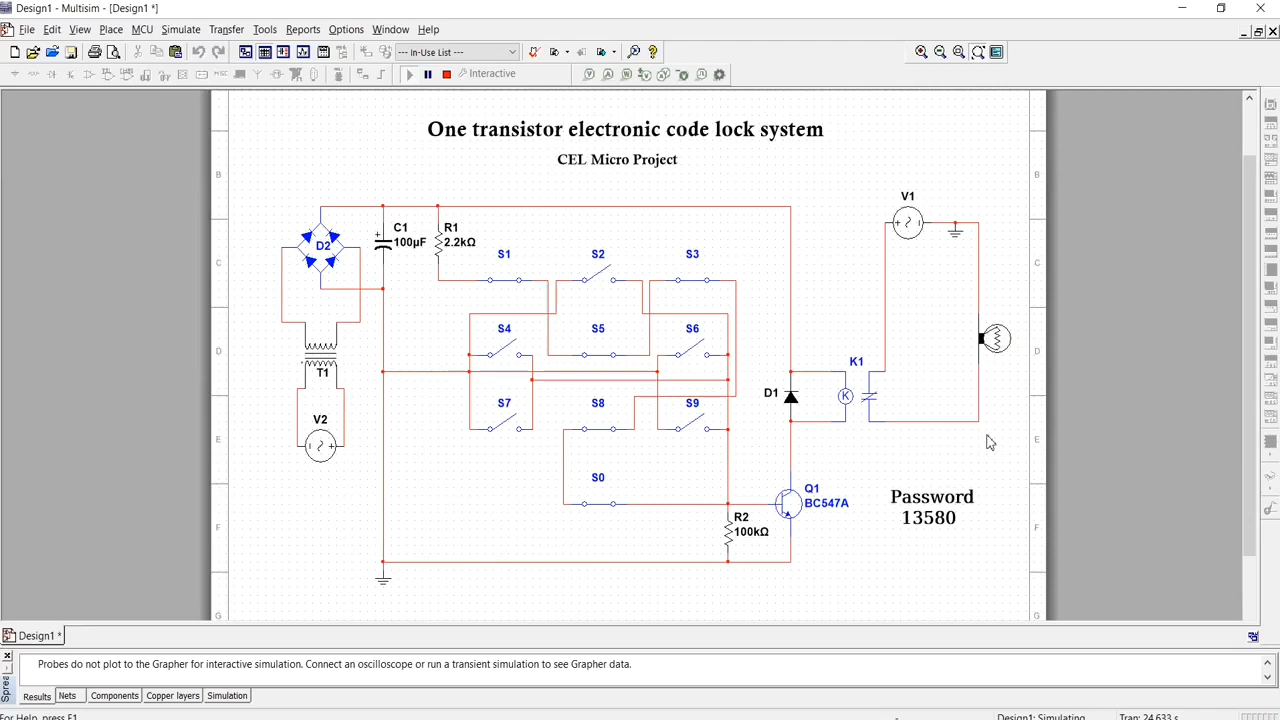 Design1 - Multisim - [Design1 *]
File Edit View Place MCU Simulate Transfer Tools Reports Options Window Help
--- In-Use List ---
Interactive
One transistor electronic code lock system
CEL Micro Project
B B
V1
C1
100µF
R1
2.2kΩ
D2
S1 S2 S3
C C
S4 S5 S6
D D
T1
K1
K
D1
S7 S8 S9
V2
E E
S0
Q1
BC547A
Password
13580
R2
100kΩ
F F
G G
Design1 *
Probes do not plot to the Grapher for interactive simulation. Connect an oscilloscope or run a transient simulation to see Grapher data.
Spres
Results Nets Components Copper layers Simulation
For Help, press F1 - Design1: Simulating Tran: 24.633 s